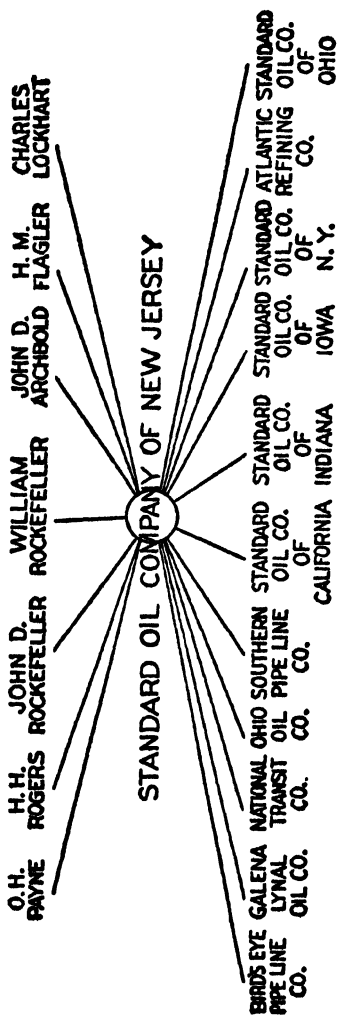 O.H.
PAYNE
H.H.
ROGERS
JOHN D.
ROCKEFELLER
WILLIAM
ROCKEFELLER
JOHN D.
ARCHBOLD
H.M.
FLAGLER
CHARLES
LOCKHART
STANDARD OIL COMPANY OF NEW JERSEY
BIRD'S EYE
PIPE LINE
CO.
GALENA
LYNAL
OIL CO.
NATIONAL
TRANSIT
CO.
OHIO
OIL
CO.
SOUTHERN
PIPE LINE
CO.
STANDARD
OIL CO.
OF
CALIFORNIA
STANDARD
OIL CO.
OF
INDIANA
STANDARD
OIL CO.
OF
IOWA
STANDARD
OIL CO.
OF
N.Y.
ATLANTIC
REFINING
CO.
STANDARD
OIL CO.
OF
OHIO